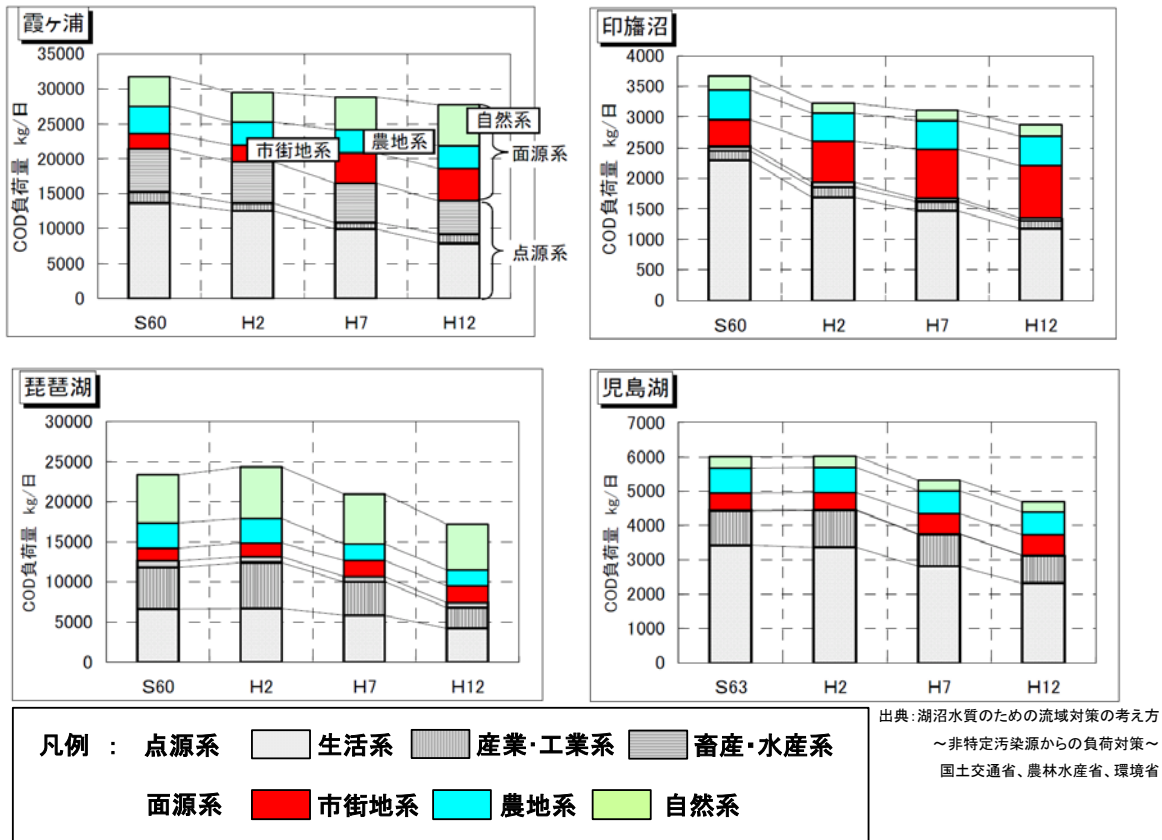 霞ヶ浦
COD負荷量 kg/日
35000
30000
25000
20000
15000
10000
5000
0
S60 H2 H7 H12
市街地系
農地系
自然系
面源系
点源系
印旛沼
COD負荷量 kg/日
4000
3500
3000
2500
2000
1500
1000
500
0
S60 H2 H7 H12
琵琶湖
COD負荷量 kg/日
30000
25000
20000
15000
10000
5000
0
S60 H2 H7 H12
児島湖
COD負荷量 kg/日
7000
6000
5000
4000
3000
2000
1000
0
S63 H2 H7 H12
凡例 : 点源系 生活系 産業・工業系 畜産・水産系
面源系 市街地系 農地系 自然系
出典:湖沼水質のための流域対策の考え方
~非特定汚染源からの負荷対策~
国土交通省、農林水産省、環境省